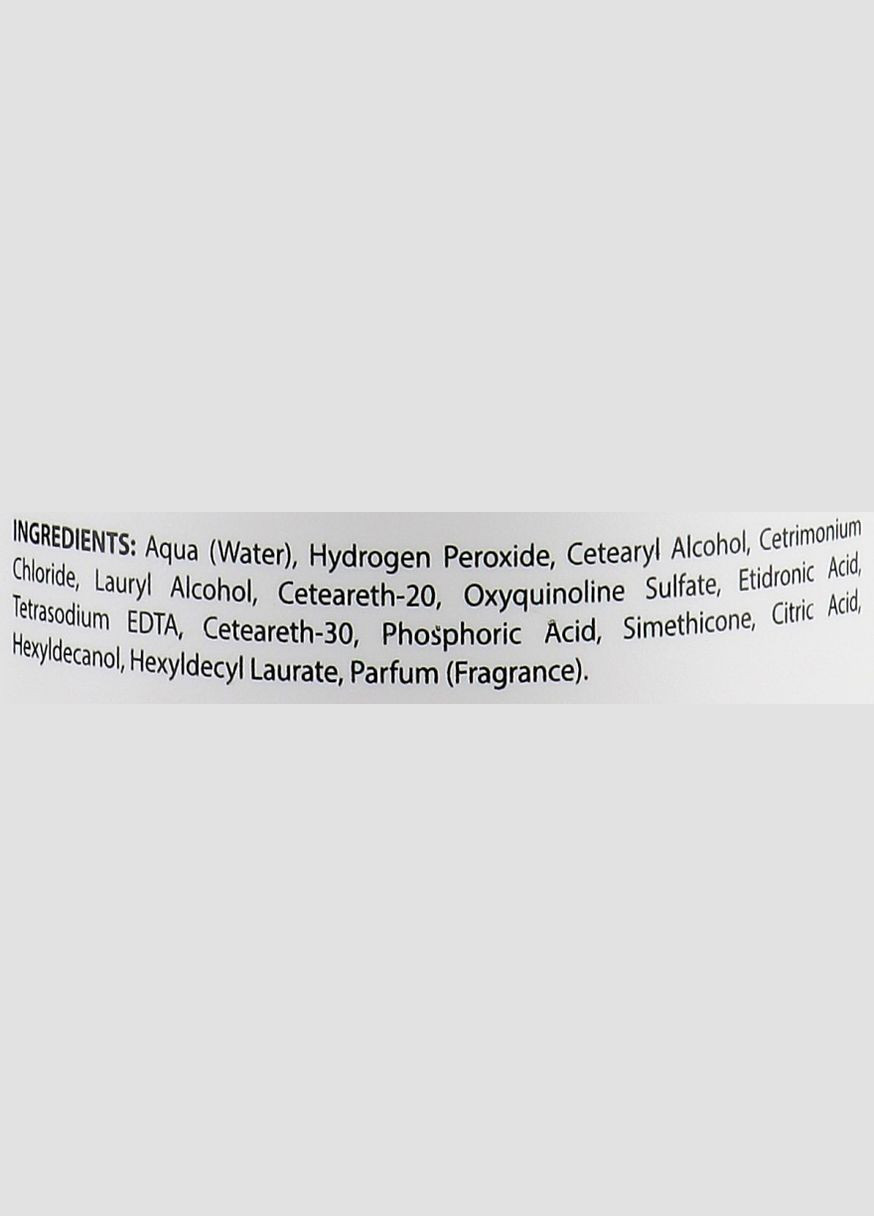 INGREDIENTS: Aqua (Water), Hydrogen Peroxide, Cetearyl Alcohol, Cetrimonium
Chloride, Lauryl Alcohol, Ceteareth-20, Oxyquinoline Sulfate, Etidronic Acid,
Tetrasodium EDTA, Ceteareth-30, Phosphoric Acid, Simethicone, Citric Acid,
Hexyldecanol, Hexyldecyl Laurate, Parfum (Fragrance).